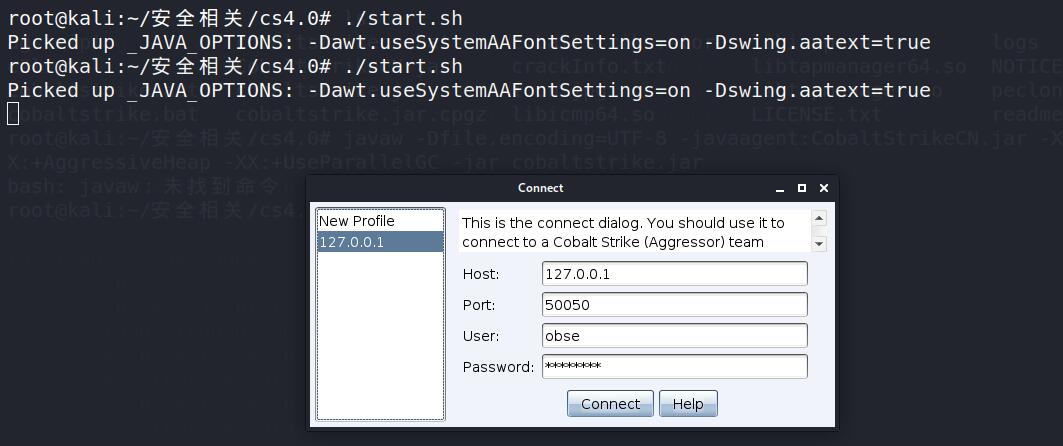 root@kali:~/安全相关/cs4.0# ./start.sh
Picked up _JAVA_OPTIONS: -Dawt.useSystemAAFontSettings=on -Dswing.aatext=true
logs
root@kali:~/安全相关/cs4.0# ./start.sh
crackInfo.txt libtapmanager64.so NOTICE
Picked up _JAVA_OPTIONS: -Dawt.useSystemAAFontSettings=on -Dswing.aatext=true
peclon
obaltstrike.bat cobaltstrike.jar.cpgz libicmp64.so LICENSE.txt readme
root@kali:~/安全相关/cs4.0# javaw -Dfile.encoding=UTF-8 -javaagent:CobaltStrikeCN.jar -X
X:+AggressiveHeap -XX:+UseParallelGC -jar cobaltstrike.jar
bash: javaw: 未找到命令
root@kali:~/安全相关/cs4.
Connect
New Profile
127.0.0.1
This is the connect dialog. You should use it to
connect to a Cobalt Strike (Aggressor) team
Host: 127.0.0.1
Port: 50050
User: obse
Password: ********
Connect Help